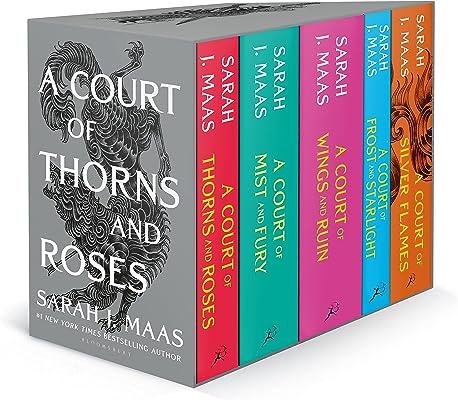 A COURT
OF
THORNS
AND
ROSES
SARAH J. MAAS
#1 NEW YORK TIMES BESTSELLING AUTHOR
BLOOMSBURY
SARAH
J. MAAS
A COURT OF
THORNS AND ROSES
SARAH
J. MAAS
A COURT OF
MIST AND FURY
SARAH
J. MAAS
A COURT OF
WINGS AND RUIN
SARAH
J. MAAS
A COURT OF
FROST AND STARLIGHT
SARAH
J. MAAS
A COURT OF
SILVER FLAMES